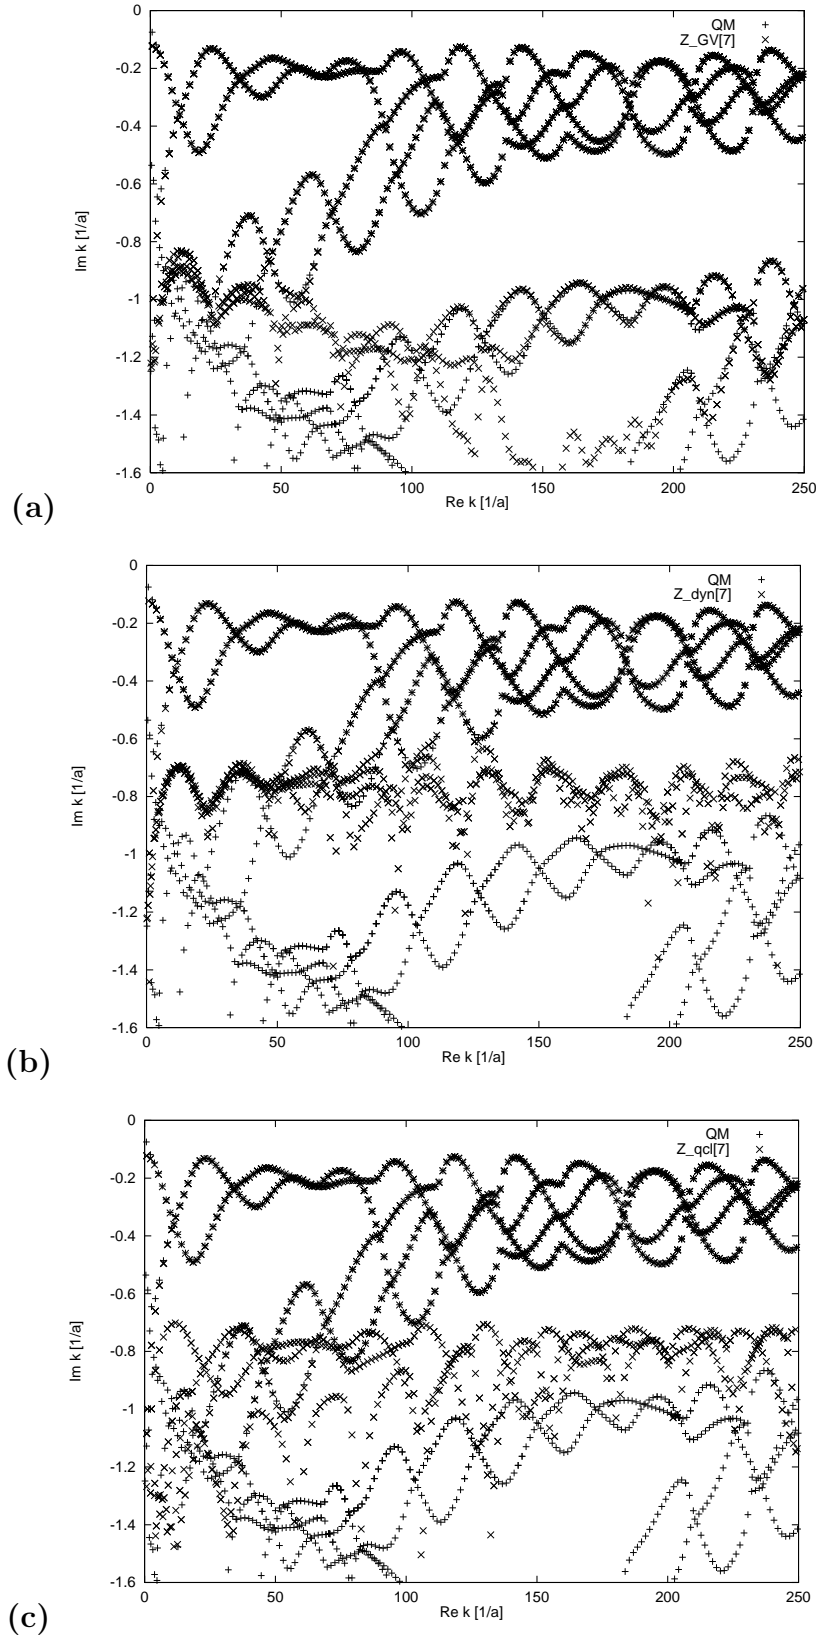 0
-0.2
-0.4
-0.6
-0.8
-1
-1.2
-1.4
-1.6
Im k [1/a]
QM +
Z_GV[7] ×
0 50 100 150 200 250
Re k [1/a]
(a)
0
-0.2
-0.4
-0.6
-0.8
-1
-1.2
-1.4
-1.6
Im k [1/a]
QM +
Z_dyn[7] ×
0 50 100 150 200 250
Re k [1/a]
(b)
0
-0.2
-0.4
-0.6
-0.8
-1
-1.2
-1.4
-1.6
Im k [1/a]
QM +
Z_qcl[7] ×
0 50 100 150 200 250
Re k [1/a]
(c)